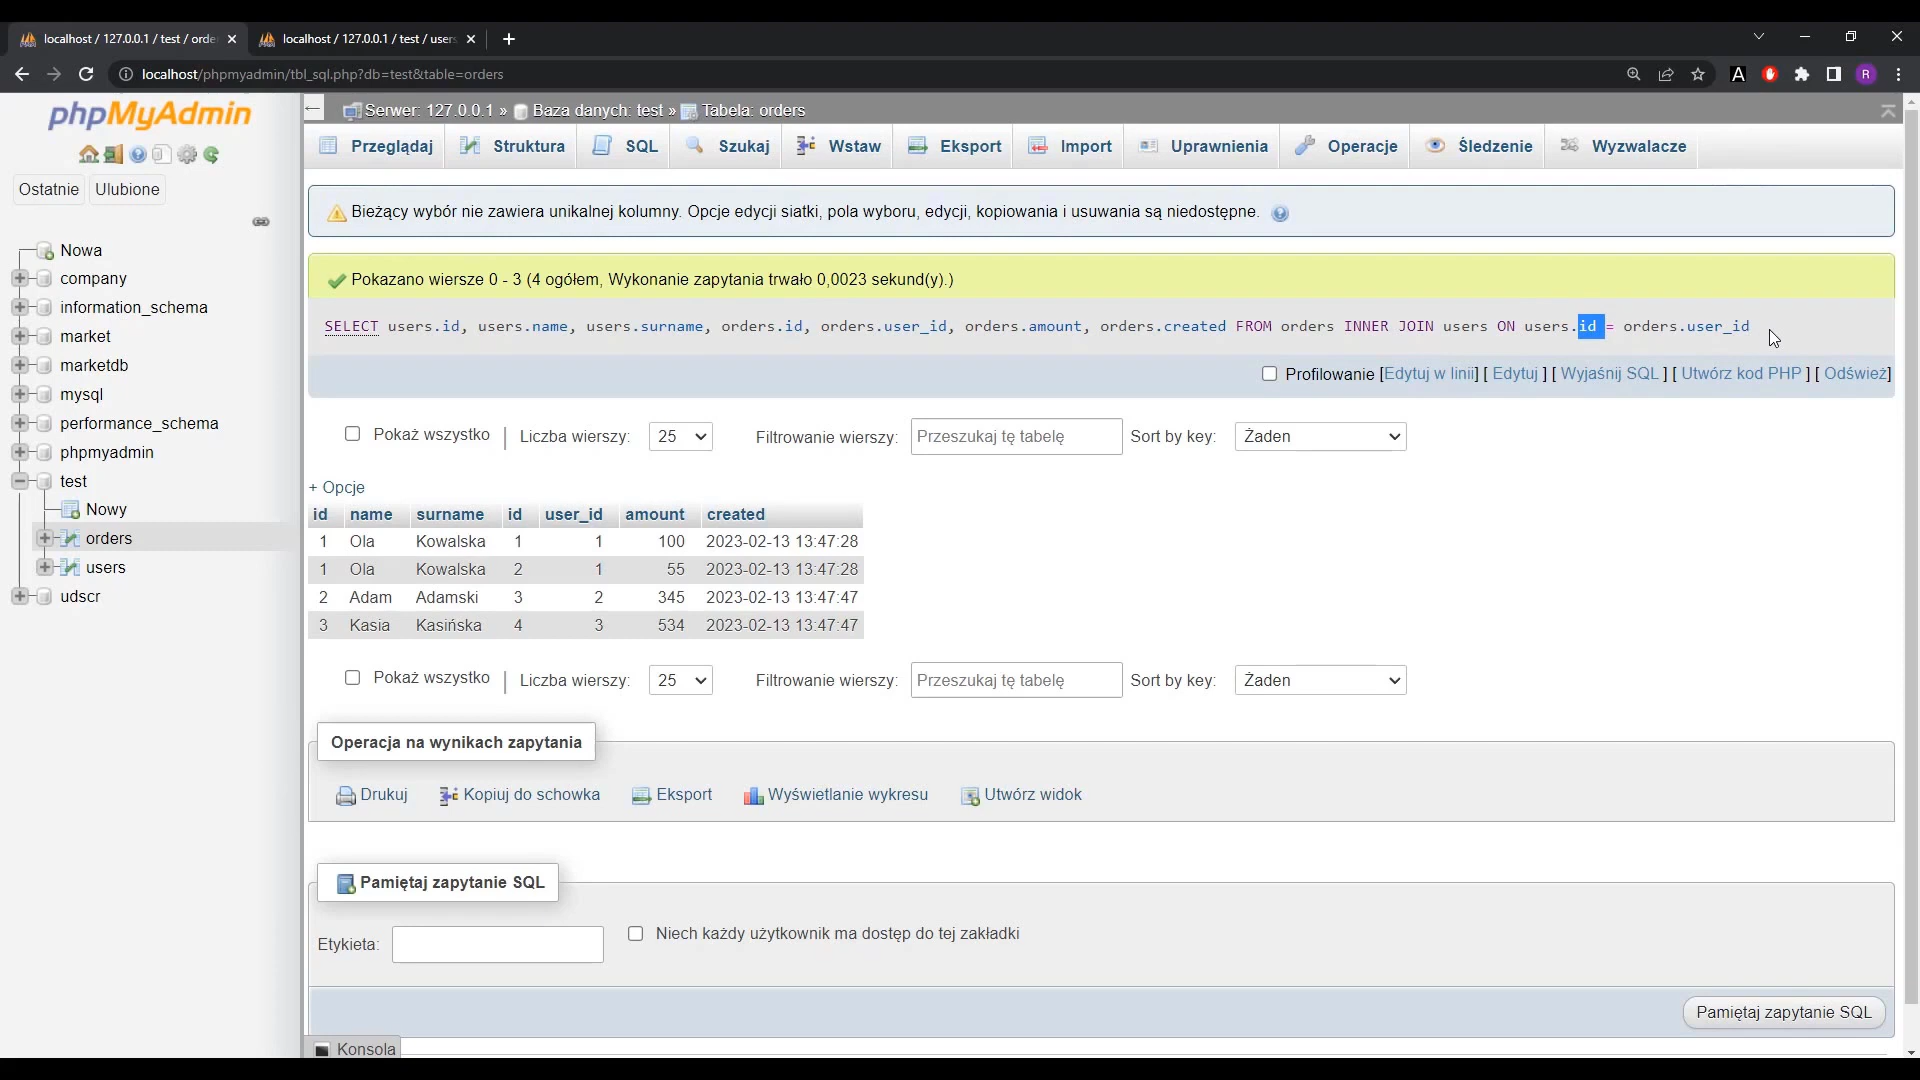 localhost / 127.0.0.1 / test / orde
localhost / 127.0.0.1 / test / users
localhost/phpmyadmin/tbl_sql.php?db=test&table=orders
A
R
phpMyAdmin
Ostatnie
Ulubione
Nowa
company
information_schema
market
marketdb
mysql
performance_schema
phpmyadmin
test
Nowy
orders
users
udscr
Serwer: 127.0.0.1 » Baza danych: test » Tabela: orders
Przeglądaj
Struktura
SQL
Szukaj
Wstaw
Eksport
Import
Uprawnienia
Operacje
Śledzenie
Wyzwalacze
Bieżący wybór nie zawiera unikalnej kolumny. Opcje edycji siatki, pola wyboru, edycji, kopiowania i usuwania są niedostępne.
Pokazano wiersze 0 - 3 (4 ogółem, Wykonanie zapytania trwało 0,0023 sekund(y).)
SELECT users.id, users.name, users.surname, orders.id, orders.user_id, orders.amount, orders.created FROM orders INNER JOIN users ON users.id = orders.user_id
Profilowanie [Edytuj w linii] [ Edytuj ] [ Wyjaśnij SQL ] [ Utwórz kod PHP ] [ Odśwież]
Pokaż wszystko | Liczba wierszy: 25 Filtrowanie wierszy: Przeszukaj tę tabelę Sort by key: Żaden
+ Opcje
id name surname id user_id amount created
1 Ola Kowalska 1 1 100 2023-02-13 13:47:28
1 Ola Kowalska 2 1 55 2023-02-13 13:47:28
2 Adam Adamski 3 2 345 2023-02-13 13:47:47
3 Kasia Kasińska 4 3 534 2023-02-13 13:47:47
Pokaż wszystko | Liczba wierszy: 25 Filtrowanie wierszy: Przeszukaj tę tabelę Sort by key: Żaden
Operacja na wynikach zapytania
Drukuj Kopiuj do schowka Eksport Wyświetlanie wykresu Utwórz widok
Pamiętaj zapytanie SQL
Etykieta: Niech każdy użytkownik ma dostęp do tej zakładki
Pamiętaj zapytanie SQL
Konsola